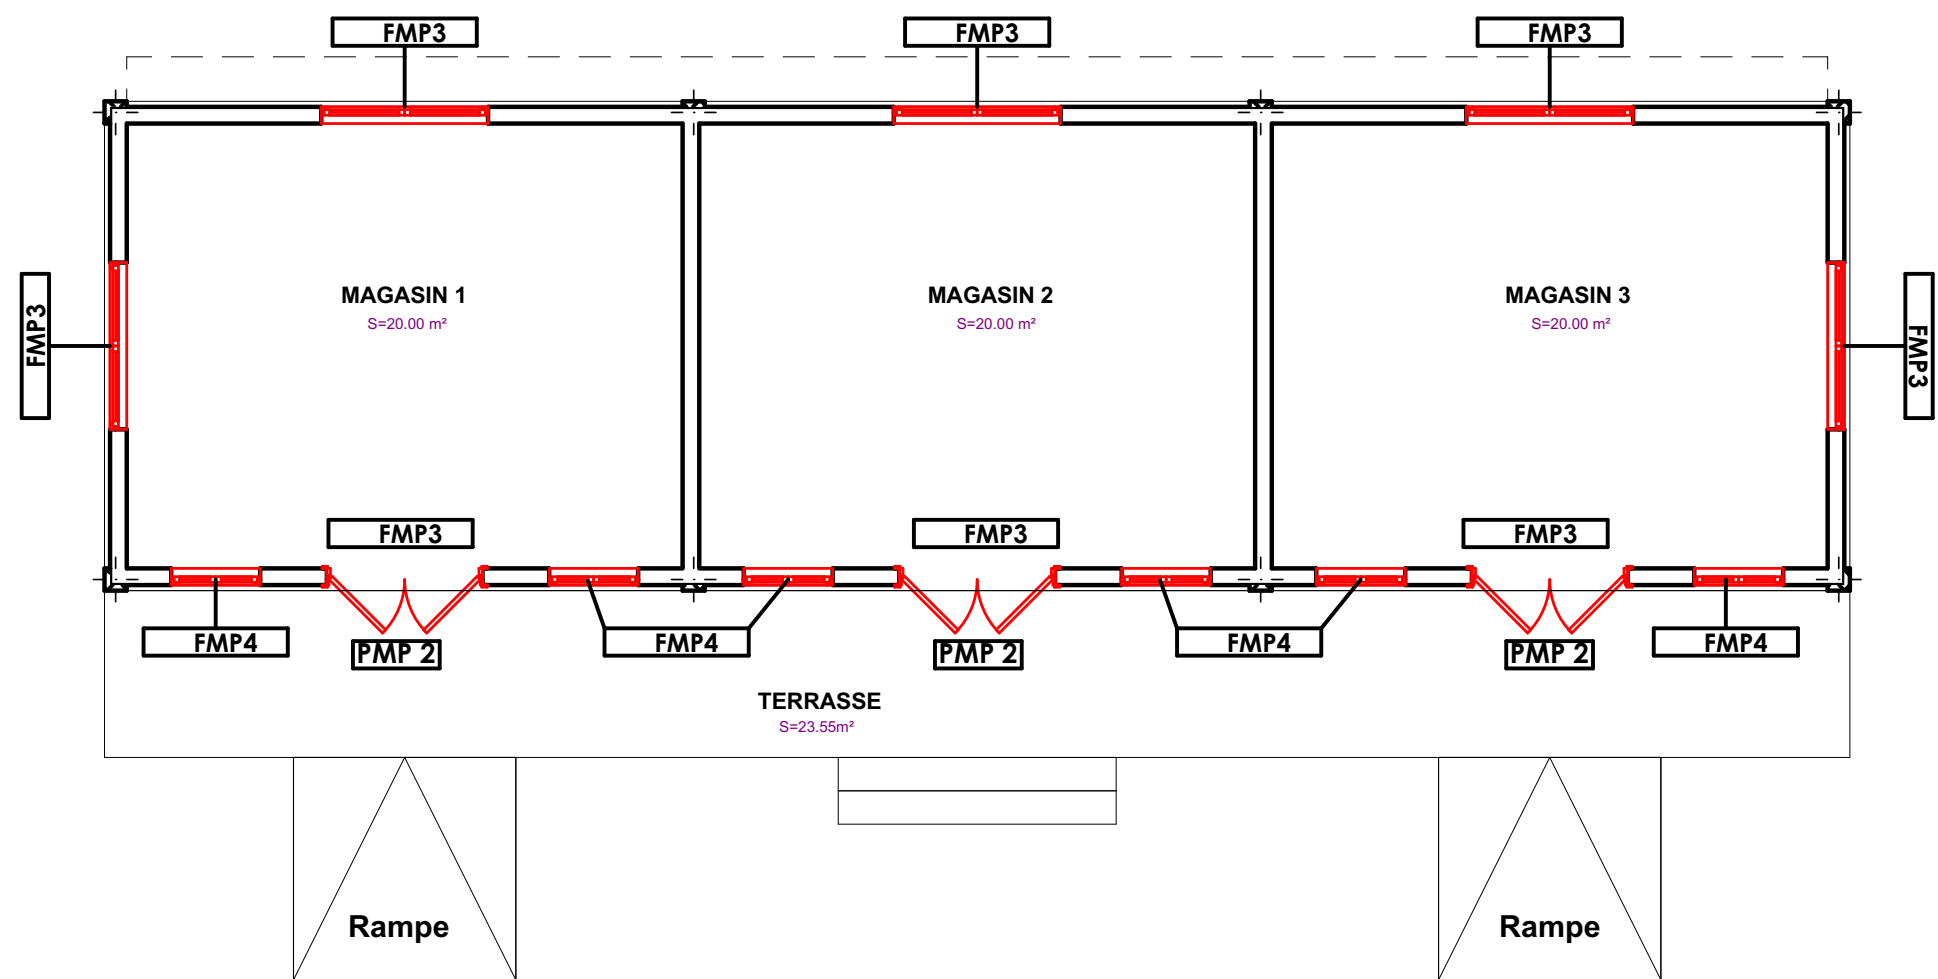 FMP3
FMP3
FMP3
FMP3
MAGASIN 1
S=20.00 m²
MAGASIN 2
S=20.00 m²
MAGASIN 3
S=20.00 m²
FMP3
FMP3
FMP3
FMP3
FMP4
PMP 2
FMP4
PMP 2
FMP4
PMP 2
FMP4
TERRASSE
S=23.55m²
Rampe
Rampe